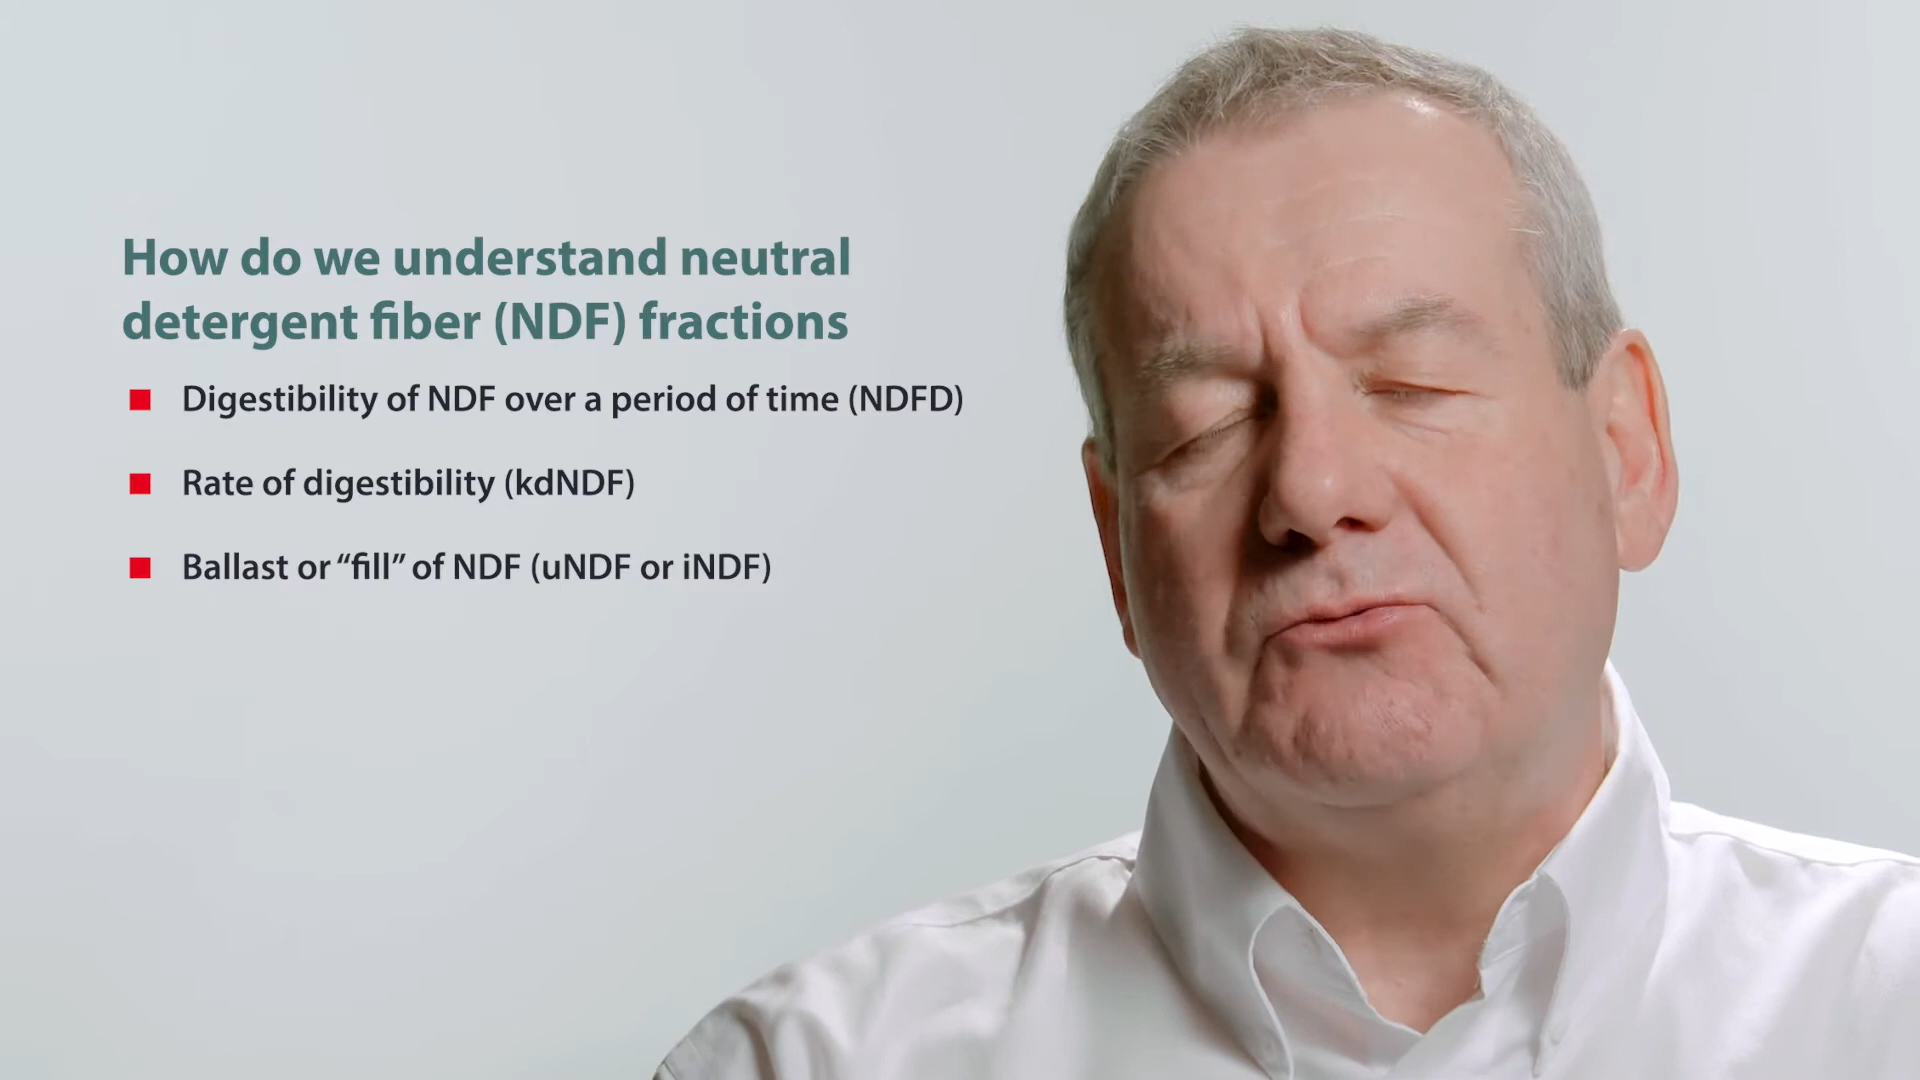 How do we understand neutral
detergent fiber (NDF) fractions
Digestibility of NDF over a period of time (NDFD)
Rate of digestibility (kdNDF)
Ballast or “fill” of NDF (uNDF or iNDF)